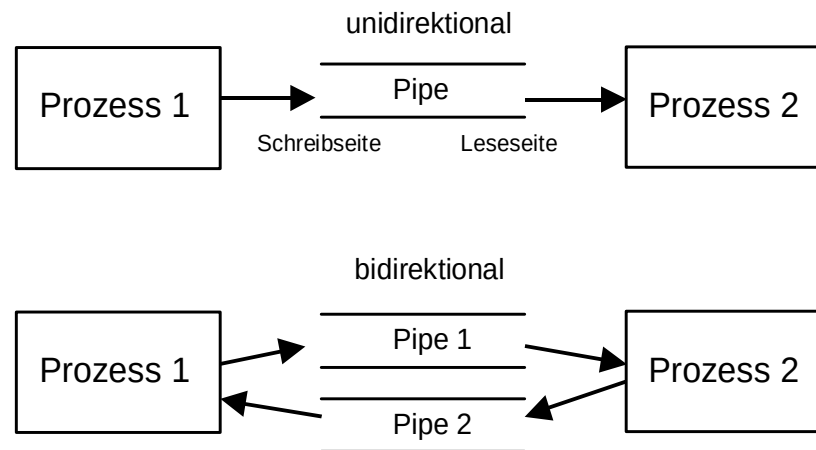 unidirektional
Prozess 1
Pipe
Prozess 2
Schreibseite
Leseseite
bidirektional
Prozess 1
Pipe 1
Prozess 2
Pipe 2